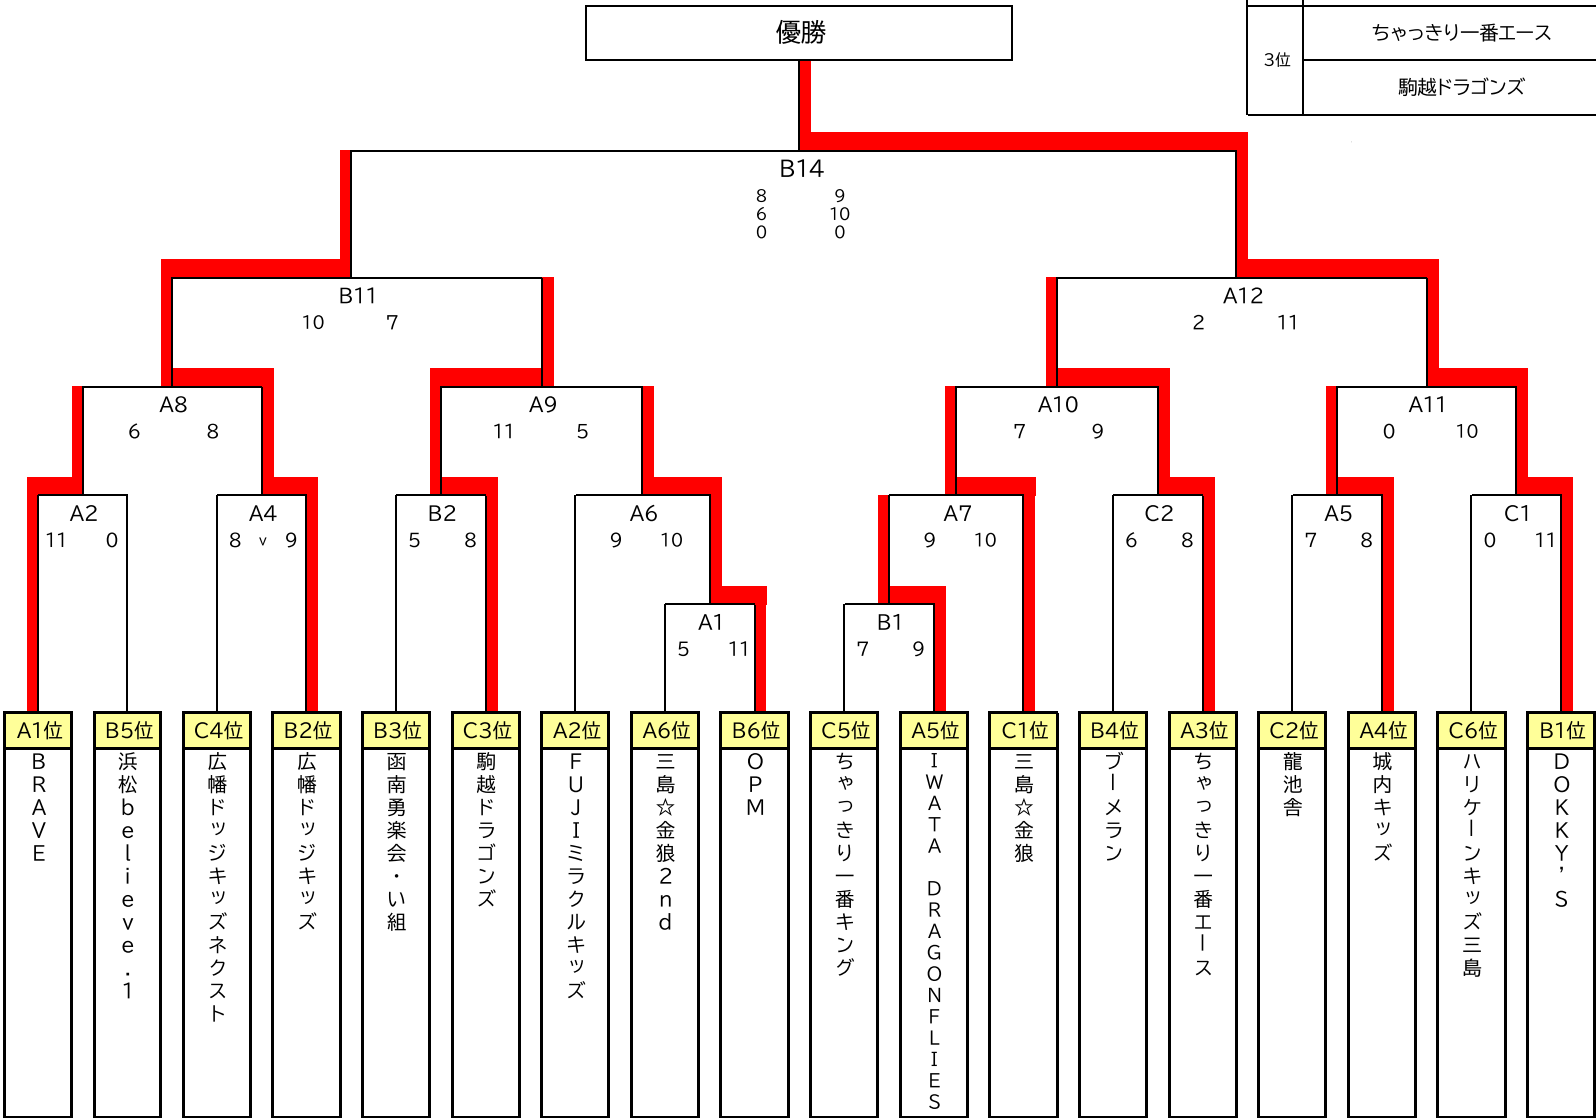 優勝
3位
ちゃっきり一番エース
駒越ドラゴンズ
B14
8 9
6 10
0 0
B11 A12
10 7 2 11
A8 A9 A10 A11
6 8 11 5 7 9 0 10
A2 A4 B2 A6 A7 C2 A5 C1
11 0 8 v 9 5 8 9 10 9 10 6 8 7 8 0 11
A1 B1
5 11 7 9
A1位 B5位 C4位 B2位 B3位 C3位 A2位 A6位 B6位 C5位 A5位 C1位 B4位 A3位 C2位 A4位 C6位 B1位
BRAVE
浜松believe.1
広幡ドッジキッズネクスト
広幡ドッジキッズ
函南勇楽会・い組
駒越ドラゴンズ
FUJIミラクルキッズ
三島☆金狼2nd
OPM
ちゃっきり一番キング
IWATA DRAGONFLIES
三島☆金狼
ブーメラン
ちゃっきり一番エース
龍池舎
城内キッズ
ハリケーンキッズ三島
DOKKY'S